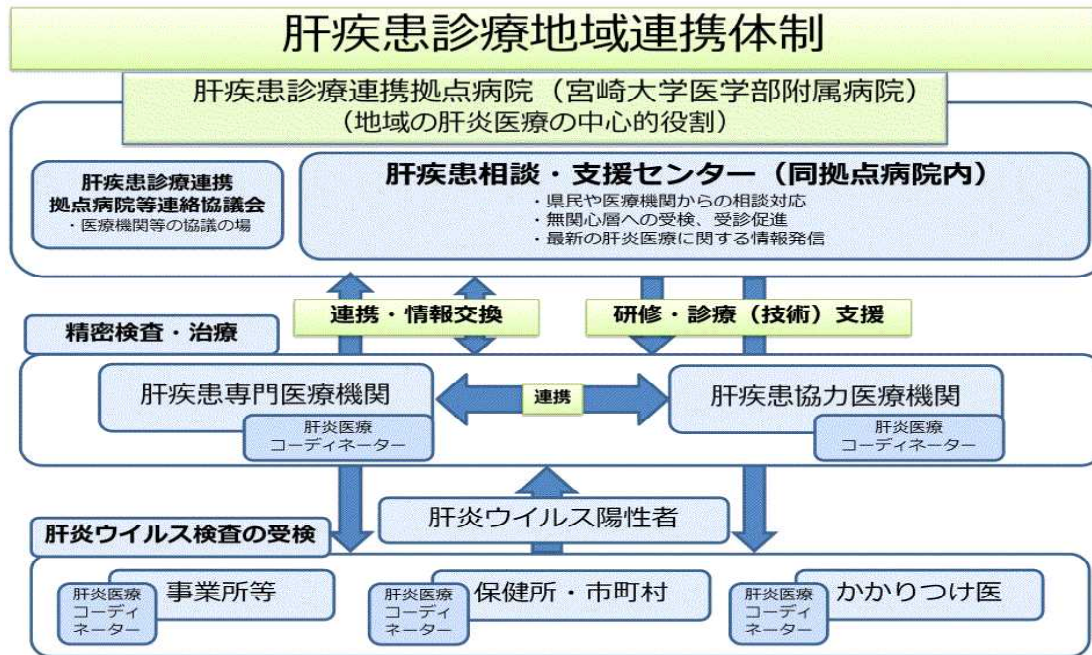 肝疾患診療地域連携体制
肝疾患診療連携拠点病院（宮崎大学医学部附属病院）
（地域の肝炎医療の中心的役割）
肝疾患診療連携
拠点病院等連絡協議会
・医療機関等の協議の場
肝疾患相談・支援センター（同拠点病院内）
・県民や医療機関からの相談対応
・無関心層への受検、受診促進
・最新の肝炎医療に関する情報発信
連携・情報交換
研修・診療（技術）支援
精密検査・治療
肝疾患専門医療機関
肝炎医療
コーディネーター
連携
肝疾患協力医療機関
肝炎医療
コーディネーター
肝炎ウイルス陽性者
肝炎ウイルス検査の受検
肝炎医療
コーディ
ネーター
事業所等
肝炎医療
コーディ
ネーター
保健所・市町村
肝炎医療
コーディ
ネーター
かかりつけ医